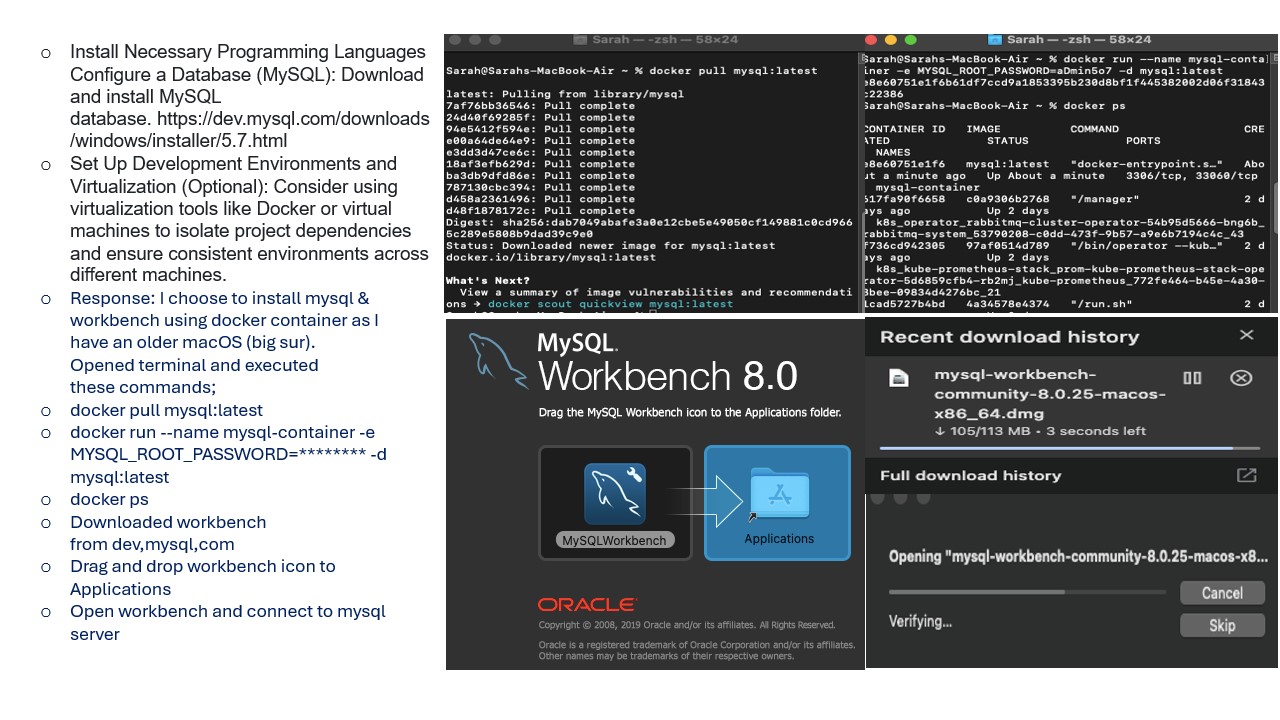 Install Necessary Programming Languages
Configure a Database (MySQL): Download
and install MySQL
database. https://dev.mysql.com/downloads
/windows/installer/5.7.html
Set Up Development Environments and
Virtualization (Optional): Consider using
virtualization tools like Docker or virtual
machines to isolate project dependencies
and ensure consistent environments across
different machines.
Response: I choose to install mysql &
workbench using docker container as I
have an older macOS (big sur).
Opened terminal and executed
these commands;
docker pull mysql:latest
docker run --name mysql-container -e
MYSQL_ROOT_PASSWORD=******** -d
mysql:latest
docker ps
Downloaded workbench
from dev,mysql,com
Drag and drop workbench icon to
Applications
Open workbench and connect to mysql
server
Sarah — -zsh — 58×24
Sarah@Sarahs-MacBook-Air ~ % docker pull mysql:latest
latest: Pulling from library/mysql
7af76bb36546: Pull complete
24d40f69285f: Pull complete
94e5412f594e: Pull complete
e00a64de64e9: Pull complete
e3dd3d47ce6c: Pull complete
18af3efb629d: Pull complete
ba3db9dfd86e: Pull complete
787130cbc394: Pull complete
d458a2361496: Pull complete
d48f1878172c: Pull complete
Digest: sha256:dab7049abafe3a0e12cbe5e49050cf149881c0cd966
5c289e5808b9dad39c9e0
Status: Downloaded newer image for mysql:latest
docker.io/library/mysql:latest
What's Next?
View a summary of image vulnerabilities and recommendati
ons → docker scout quickview mysql:latest
Sarah — -zsh — 58×24
Sarah@Sarahs-MacBook-Air ~ % docker run --name mysql-conta
iner -e MYSQL_ROOT_PASSWORD=aDmin5o7 -d mysql:latest
e8e60751e1f6b61df7ccd9a1853395b230d8bf1f445382002d06f31843
c22386
Sarah@Sarahs-MacBook-Air ~ % docker ps
CONTAINER ID IMAGE COMMAND CRE
ATED STATUS PORTS
NAMES
e8e60751e1f6 mysql:latest "docker-entrypoint.s…" Abo
ut a minute ago Up About a minute 3306/tcp, 33060/tcp
mysql-container
617fa90f6658 c0a9306b2768 "/manager" 2 d
ays ago Up 2 days
k8s_operator_rabbitmq-cluster-operator-54b95d5666-bng6b_
rabbitmq-system_53790208-c0dd-473f-9b57-a9e6b7194c4c_43
f736cd942305 97af0514d789 "/bin/operator --kub…" 2 d
ays ago Up 2 days
k8s_kube-prometheus-stack_prom-kube-prometheus-stack-ope
rator-5d6859cfb4-rb2mj_kube-prometheus_772fe464-b45e-4a30-
8bee-09834d4276bc_21
1cad5727b4bd 4a34578e4374 "/run.sh" 2 d
MySQL.
Workbench 8.0
Drag the MySQL Workbench icon to the Applications folder.
MySQLWorkbench
Applications
ORACLE
Copyright © 2008, 2019 Oracle and/or its affiliates. All Rights Reserved.
Oracle is a registered trademark of Oracle Corporation and/or its affiliates.
Other names may be trademarks of their respective owners.
Recent download history
mysql-workbench-
community-8.0.25-macos-
x86_64.dmg
↓ 105/113 MB • 3 seconds left
Full download history
Opening "mysql-workbench-community-8.0.25-macos-x8...
Cancel
Verifying...
Skip